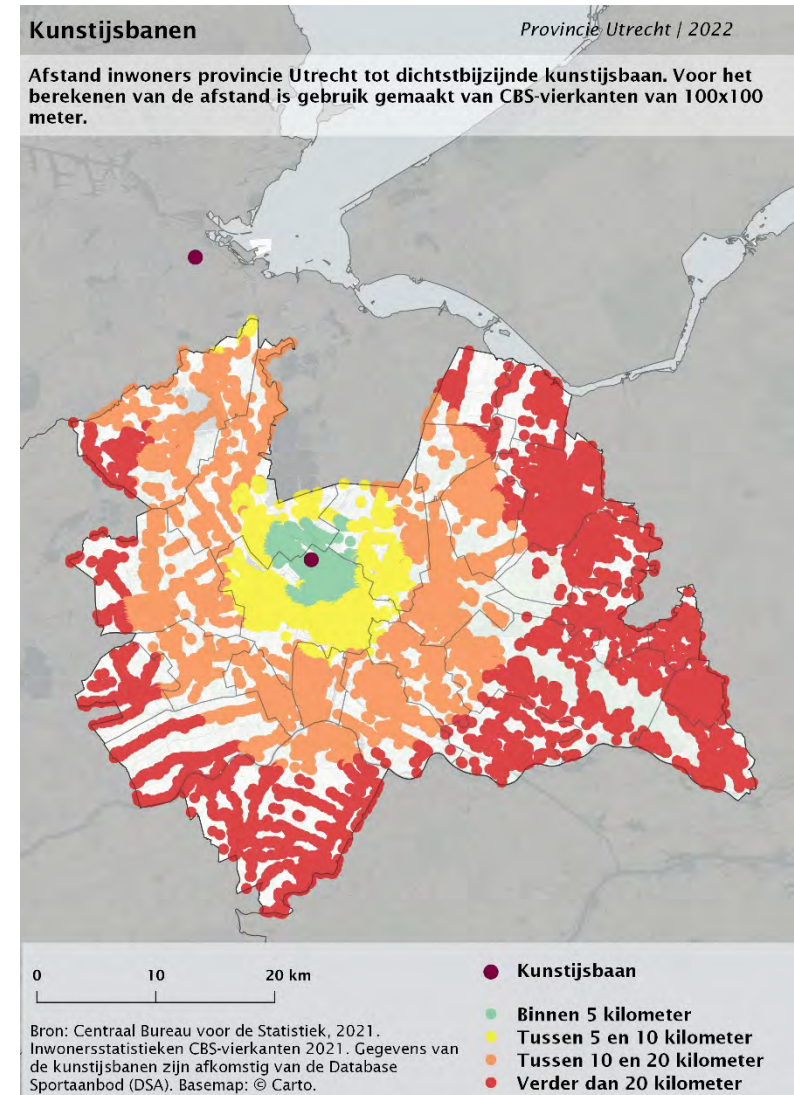 Kunstijsbanen
Provincie Utrecht | 2022
Afstand inwoners provincie Utrecht tot dichtstbijzijnde kunstijsbaan. Voor het
berekenen van de afstand is gebruik gemaakt van CBS-vierkanten van 100x100
meter.
0 10 20 km
Bron: Centraal Bureau voor de Statistiek, 2021.
Inwonersstatistieken CBS-vierkanten 2021. Gegevens van
de kunstijsbanen zijn afkomstig van de Database
Sportaanbod (DSA). Basemap: © Carto.
Kunstijsbaan
Binnen 5 kilometer
Tussen 5 en 10 kilometer
Tussen 10 en 20 kilometer
Verder dan 20 kilometer